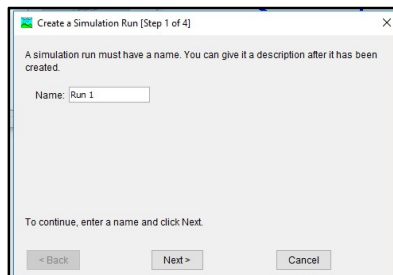 Create a Simulation Run [Step 1 of 4]
A simulation run must have a name. You can give it a description after it has been
created.
Name: Run 1
To continue, enter a name and click Next.
< Back Next > Cancel